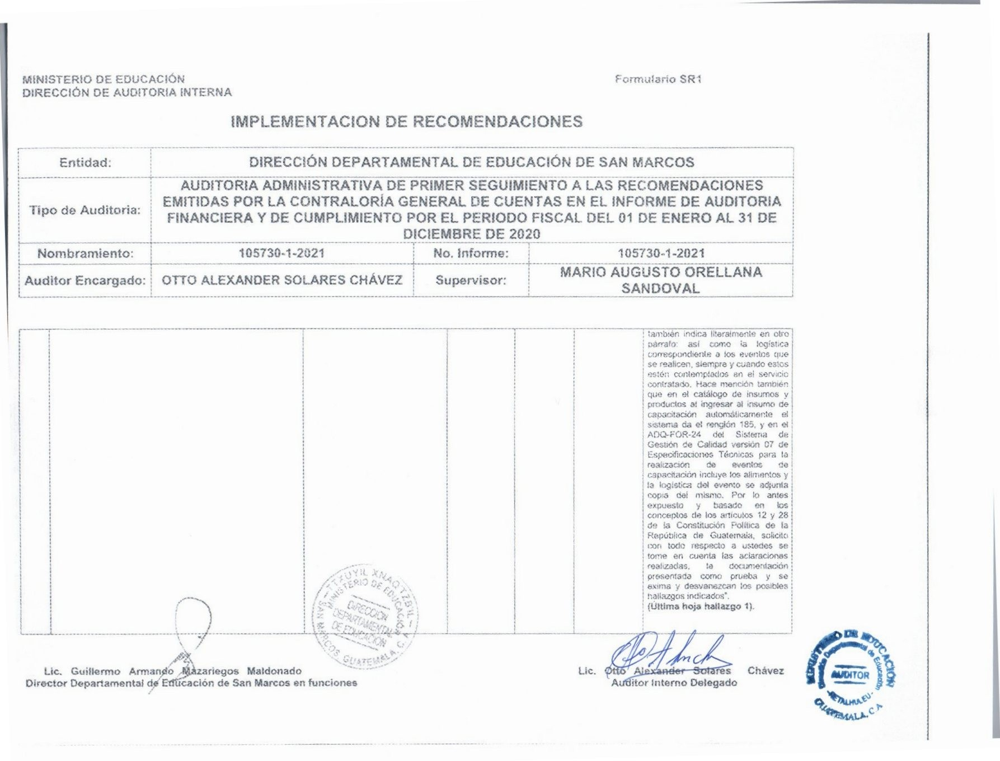 MINISTERIO DE EDUCACIÓN
DIRECCIÓN DE AUDITORIA INTERNA
Formulario SR1
IMPLEMENTACION DE RECOMENDACIONES
Entidad:
DIRECCIÓN DEPARTAMENTAL DE EDUCACIÓN DE SAN MARCOS
Tipo de Auditoria:
AUDITORIA ADMINISTRATIVA DE PRIMER SEGUIMIENTO A LAS RECOMENDACIONES
EMITIDAS POR LA CONTRALORÍA GENERAL DE CUENTAS EN EL INFORME DE AUDITORIA
FINANCIERA Y DE CUMPLIMIENTO POR EL PERIODO FISCAL DEL 01 DE ENERO AL 31 DE
DICIEMBRE DE 2020
Nombramiento:
105730-1-2021
No. Informe:
105730-1-2021
Auditor Encargado:
OTTO ALEXANDER SOLARES CHÁVEZ
Supervisor:
MARIO AUGUSTO ORELLANA
SANDOVAL
también indica literalmente en otro
párrafo: así como la logística
correspondiente a los eventos que
se realicen, siempre y cuando estos
estén contemplados en el servicio
contratado. Hace mención también
que en el catálogo de insumos y
productos al ingresar al insumo de
capacitación automáticamente el
sistema da el renglón 185, y en el
ADQ-FOR-24 del Sistema de
Gestión de Calidad versión 07 de
Especificaciones Técnicas para la
realización de eventos de
capacitación incluye los alimentos y
la logística del evento se adjunta
copia del mismo. Por lo antes
expuesto y basado en los
conceptos de los artículos 12 y 28
de la Constitución Política de la
República de Guatemala, solicito
con todo respecto a ustedes se
tome en cuenta las aclaraciones
realizadas, la documentación
presentada como prueba y se
exima y desvanezcan los posibles
hallazgos indicados".
(Última hoja hallazgo 1).
TTXUYIL XNAQ'TZB'IL
MINISTERIO DE EDUCACION
DIRECCION
DEPARTAMENTAL
DE EDUCACION
SAN MARCOS, GUATEMALA, C. A.
Lic. Guillermo Armando Mazariegos Maldonado
Director Departamental de Educación de San Marcos en funciones
Lic. Otto Alexander Solares Chávez
Auditor Interno Delegado
MINISTERIO DE EDUCACIÓN
Dirección Departamental de Educación
AUDITOR
-RETALHULEU-
GUATEMALA, C.A